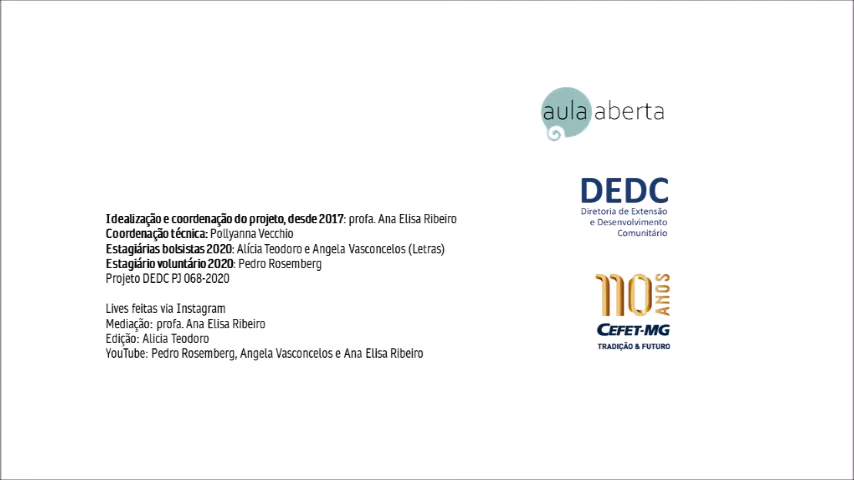 aula aberta
DEDC
Diretoria de Extensão
e Desenvolvimento
Comunitário
Idealização e coordenação do projeto, desde 2017: profa. Ana Elisa Ribeiro
Coordenação técnica: Pollyanna Vecchio
Estagiárias bolsistas 2020: Alícia Teodoro e Angela Vasconcelos (Letras)
Estagiário voluntário 2020: Pedro Rosemberg
Projeto DEDC PJ 068-2020
Lives feitas via Instagram
Mediação: profa. Ana Elisa Ribeiro
Edição: Alicia Teodoro
YouTube: Pedro Rosemberg, Angela Vasconcelos e Ana Elisa Ribeiro
110 ANOS
CEFET-MG
TRADIÇÃO & FUTURO